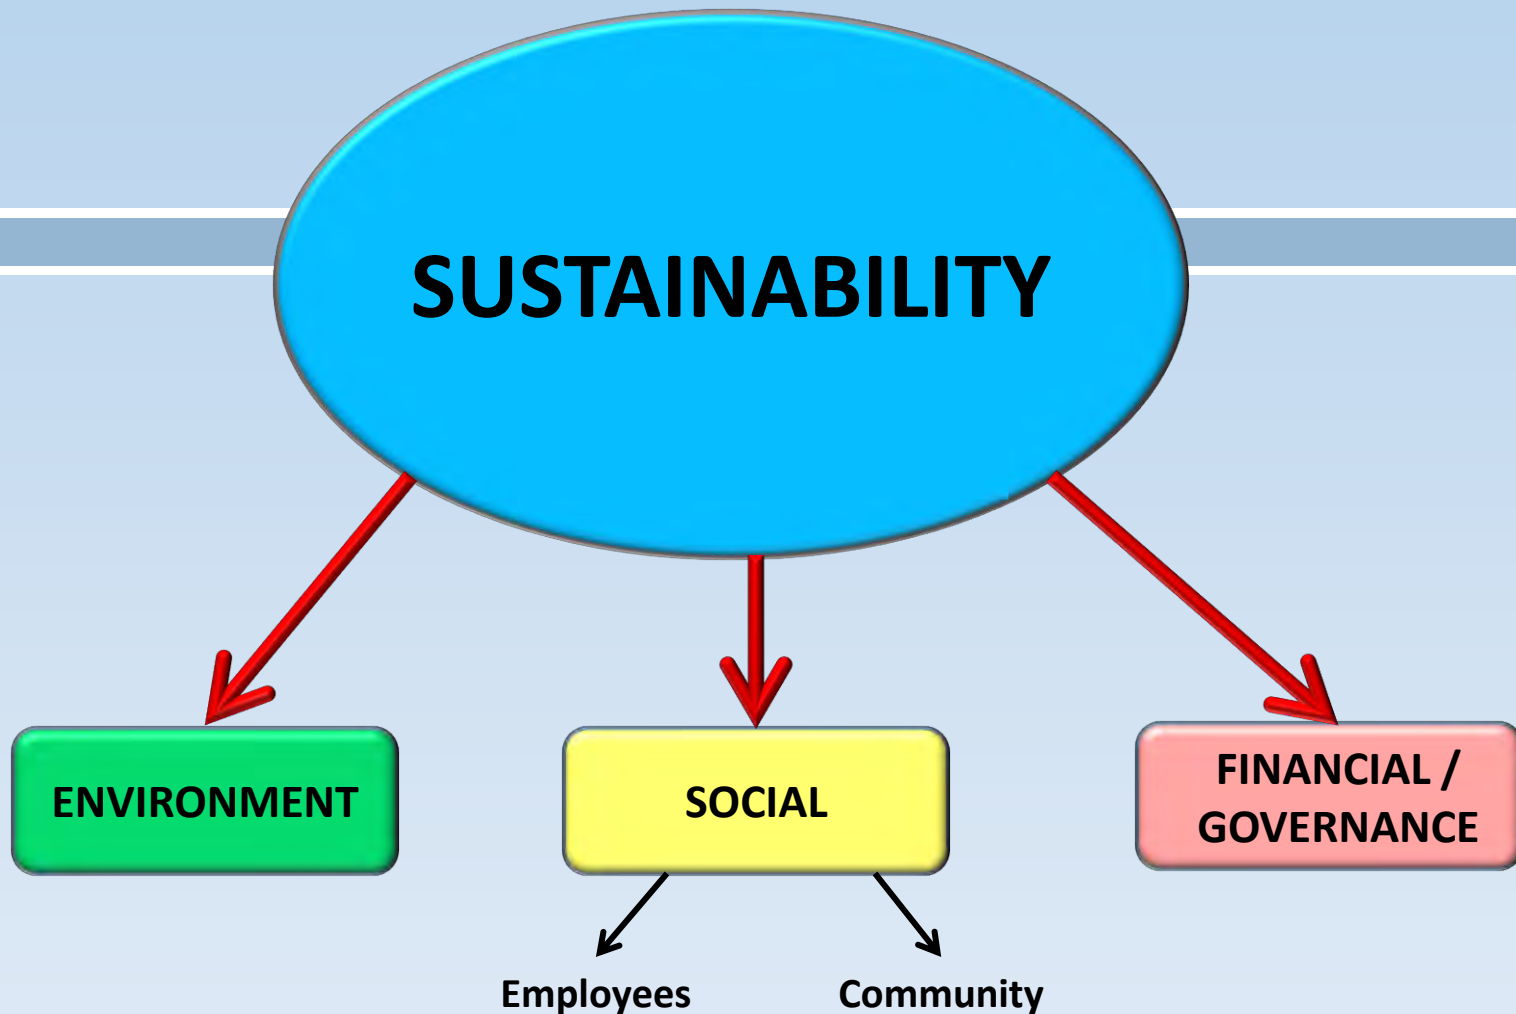 SUSTAINABILITY
ENVIRONMENT
SOCIAL
FINANCIAL /
GOVERNANCE
Employees
Community